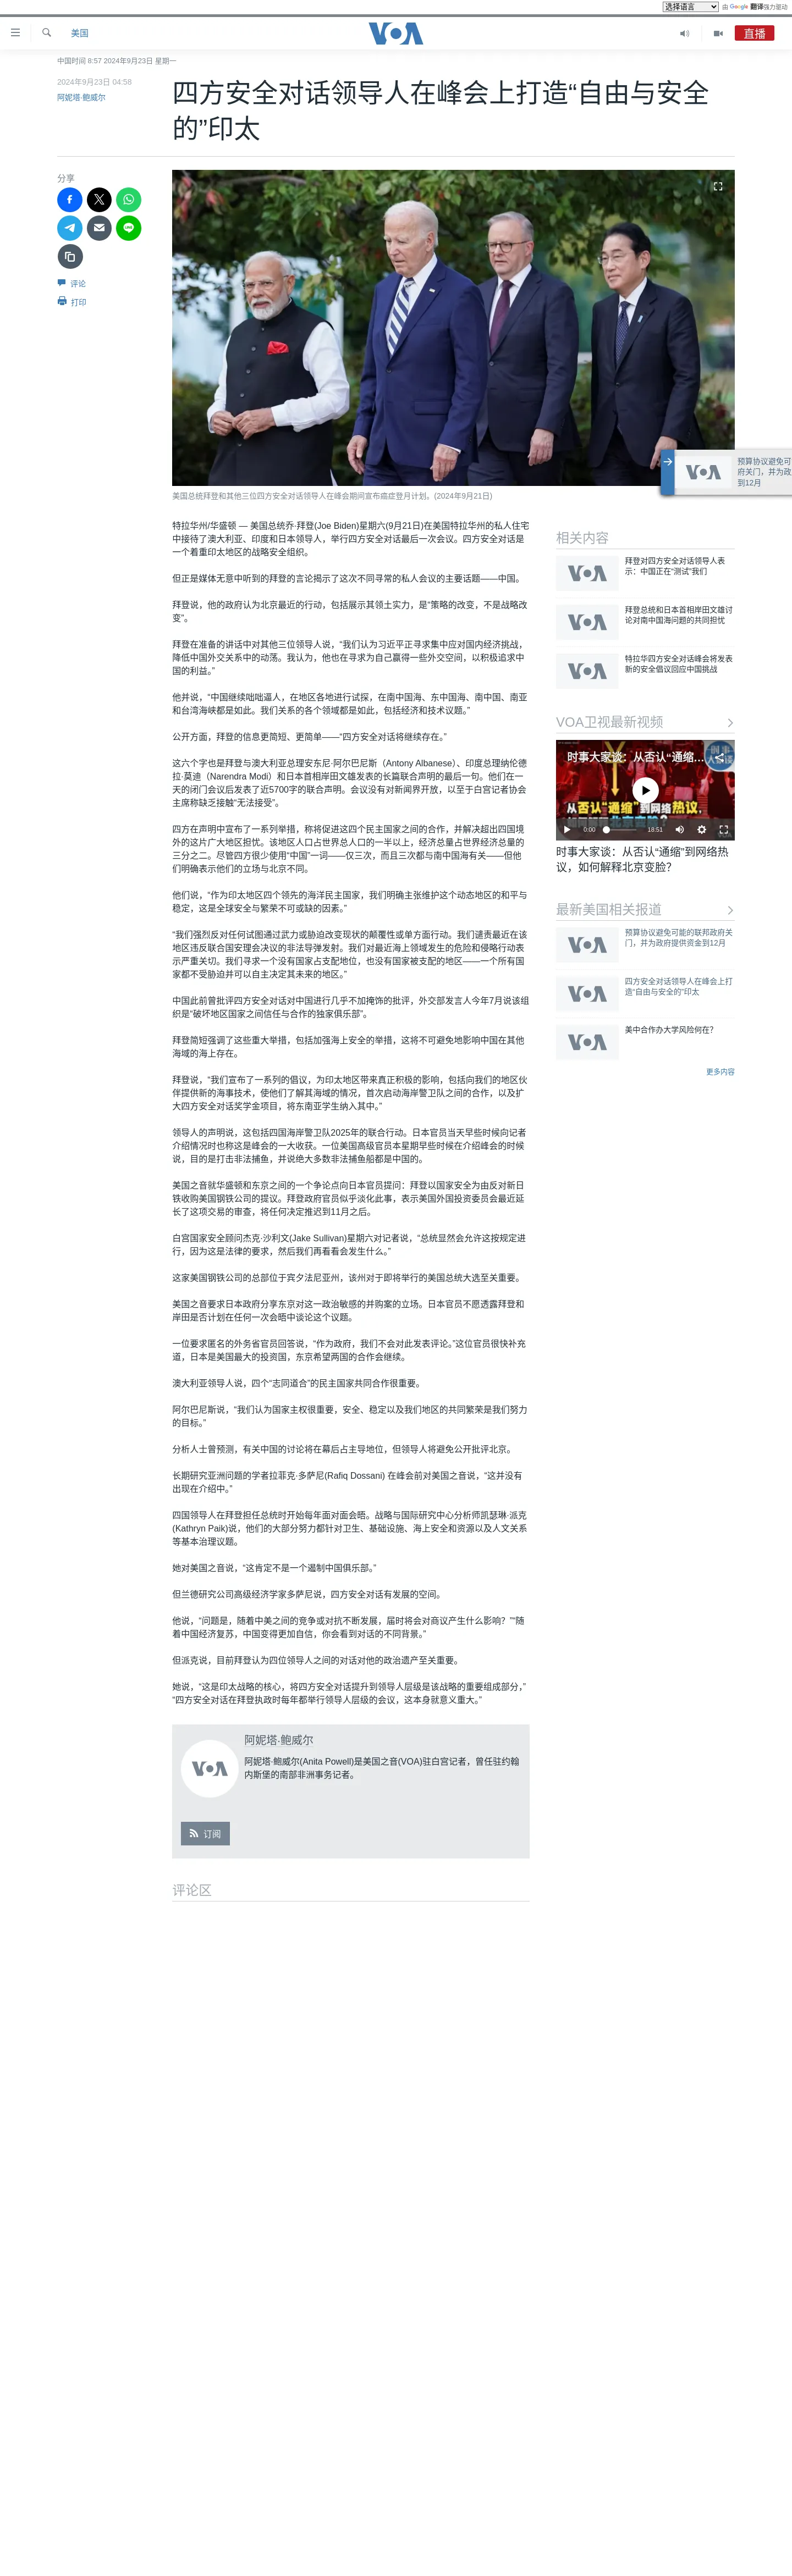 选择语言
由 Google 翻译强力驱动
美国
VOA
直播
中国时间 8:57 2024年9月23日 星期一
2024年9月23日 04:58
阿妮塔·鲍威尔
四方安全对话领导人在峰会上打造“自由与安全
的”印太
分享
评论
打印
美国总统拜登和其他三位四方安全对话领导人在峰会期间宣布癌症登月计划。(2024年9月21日)
VOA
预算协议避免可
府关门，并为政
到12月
特拉华州/华盛顿 — 美国总统乔·拜登(Joe Biden)星期六(9月21日)在美国特拉华州的私人住宅
中接待了澳大利亚、印度和日本领导人，举行四方安全对话最后一次会议。四方安全对话是
一个着重印太地区的战略安全组织。
但正是媒体无意中听到的拜登的言论揭示了这次不同寻常的私人会议的主要话题——中国。
拜登说，他的政府认为北京最近的行动，包括展示其领土实力，是“策略的改变，不是战略改
变”。
拜登在准备的讲话中对其他三位领导人说，“我们认为习近平正寻求集中应对国内经济挑战，
降低中国外交关系中的动荡。我认为，他也在寻求为自己赢得一些外交空间，以积极追求中
国的利益。”
他并说，“中国继续咄咄逼人，在地区各地进行试探，在南中国海、东中国海、南中国、南亚
和台湾海峡都是如此。我们关系的各个领域都是如此，包括经济和技术议题。”
公开方面，拜登的信息更简短、更简单——“四方安全对话将继续存在。”
这六个字也是拜登与澳大利亚总理安东尼·阿尔巴尼斯（Antony Albanese）、印度总理纳伦德
拉·莫迪（Narendra Modi）和日本首相岸田文雄发表的长篇联合声明的最后一句。他们在一
天的闭门会议后发表了近5700字的联合声明。会议没有对新闻界开放，以至于白宫记者协会
主席称缺乏接触“无法接受”。
四方在声明中宣布了一系列举措，称将促进这四个民主国家之间的合作，并解决超出四国境
外的这片广大地区担忧。该地区人口占世界总人口的一半以上，经济总量占世界经济总量的
三分之二。尽管四方很少使用“中国”一词——仅三次，而且三次都与南中国海有关——但他
们明确表示他们的立场与北京不同。
他们说，“作为印太地区四个领先的海洋民主国家，我们明确主张维护这个动态地区的和平与
稳定，这是全球安全与繁荣不可或缺的因素。”
“我们强烈反对任何试图通过武力或胁迫改变现状的颠覆性或单方面行动。我们谴责最近在该
地区违反联合国安理会决议的非法导弹发射。我们对最近海上领域发生的危险和侵略行动表
示严重关切。我们寻求一个没有国家占支配地位，也没有国家被支配的地区——一个所有国
家都不受胁迫并可以自主决定其未来的地区。”
中国此前曾批评四方安全对话对中国进行几乎不加掩饰的批评，外交部发言人今年7月说该组
织是“破坏地区国家之间信任与合作的独家俱乐部”。
拜登简短强调了这些重大举措，包括加强海上安全的举措，这将不可避免地影响中国在其他
海域的海上存在。
拜登说，“我们宣布了一系列的倡议，为印太地区带来真正积极的影响，包括向我们的地区伙
伴提供新的海事技术，使他们了解其海域的情况，首次启动海岸警卫队之间的合作，以及扩
大四方安全对话奖学金项目，将东南亚学生纳入其中。”
领导人的声明说，这包括四国海岸警卫队2025年的联合行动。日本官员当天早些时候向记者
介绍情况时也称这是峰会的一大收获。一位美国高级官员本星期早些时候在介绍峰会的时候
说，目的是打击非法捕鱼，并说绝大多数非法捕鱼船都是中国的。
美国之音就华盛顿和东京之间的一个争论点向日本官员提问：拜登以国家安全为由反对新日
铁收购美国钢铁公司的提议。拜登政府官员似乎淡化此事，表示美国外国投资委员会最近延
长了这项交易的审查，将任何决定推迟到11月之后。
白宫国家安全顾问杰克·沙利文(Jake Sullivan)星期六对记者说，“总统显然会允许这按规定进
行，因为这是法律的要求，然后我们再看看会发生什么。”
这家美国钢铁公司的总部位于宾夕法尼亚州，该州对于即将举行的美国总统大选至关重要。
美国之音要求日本政府分享东京对这一政治敏感的并购案的立场。日本官员不愿透露拜登和
岸田是否计划在任何一次会晤中谈论这个议题。
一位要求匿名的外务省官员回答说，“作为政府，我们不会对此发表评论。”这位官员很快补充
道，日本是美国最大的投资国，东京希望两国的合作会继续。
澳大利亚领导人说，四个“志同道合”的民主国家共同合作很重要。
阿尔巴尼斯说，“我们认为国家主权很重要，安全、稳定以及我们地区的共同繁荣是我们努力
的目标。”
分析人士曾预测，有关中国的讨论将在幕后占主导地位，但领导人将避免公开批评北京。
长期研究亚洲问题的学者拉菲克·多萨尼(Rafiq Dossani) 在峰会前对美国之音说，“这并没有
出现在介绍中。”
四国领导人在拜登担任总统时开始每年面对面会晤。战略与国际研究中心分析师凯瑟琳·派克
(Kathryn Paik)说，他们的大部分努力都针对卫生、基础设施、海上安全和资源以及人文关系
等基本治理议题。
她对美国之音说，“这肯定不是一个遏制中国俱乐部。”
但兰德研究公司高级经济学家多萨尼说，四方安全对话有发展的空间。
他说，“问题是，随着中美之间的竞争或对抗不断发展，届时将会对商议产生什么影响？”“随
着中国经济复苏，中国变得更加自信，你会看到对话的不同背景。”
但派克说，目前拜登认为四位领导人之间的对话对他的政治遗产至关重要。
她说，“这是印太战略的核心，将四方安全对话提升到领导人层级是该战略的重要组成部分，”
“四方安全对话在拜登执政时每年都举行领导人层级的会议，这本身就意义重大。”
VOA
阿妮塔·鲍威尔
阿妮塔·鲍威尔(Anita Powell)是美国之音(VOA)驻白宫记者，曾任驻约翰
内斯堡的南部非洲事务记者。
订阅
评论区
相关内容
VOA
拜登对四方安全对话领导人表
示：中国正在“测试”我们
VOA
拜登总统和日本首相岸田文雄讨
论对南中国海问题的共同担忧
VOA
特拉华四方安全对话峰会将发表
新的安全倡议回应中国挑战
VOA卫视最新视频
时事大家谈：从否认“通缩…
从否认“通缩”到网络热议，
0:00
18:51
时事大家谈：从否认“通缩”到网络热
议，如何解释北京变脸？
最新美国相关报道
VOA
预算协议避免可能的联邦政府关
门，并为政府提供资金到12月
VOA
四方安全对话领导人在峰会上打
造“自由与安全的”印太
VOA
美中合作办大学风险何在？
更多内容